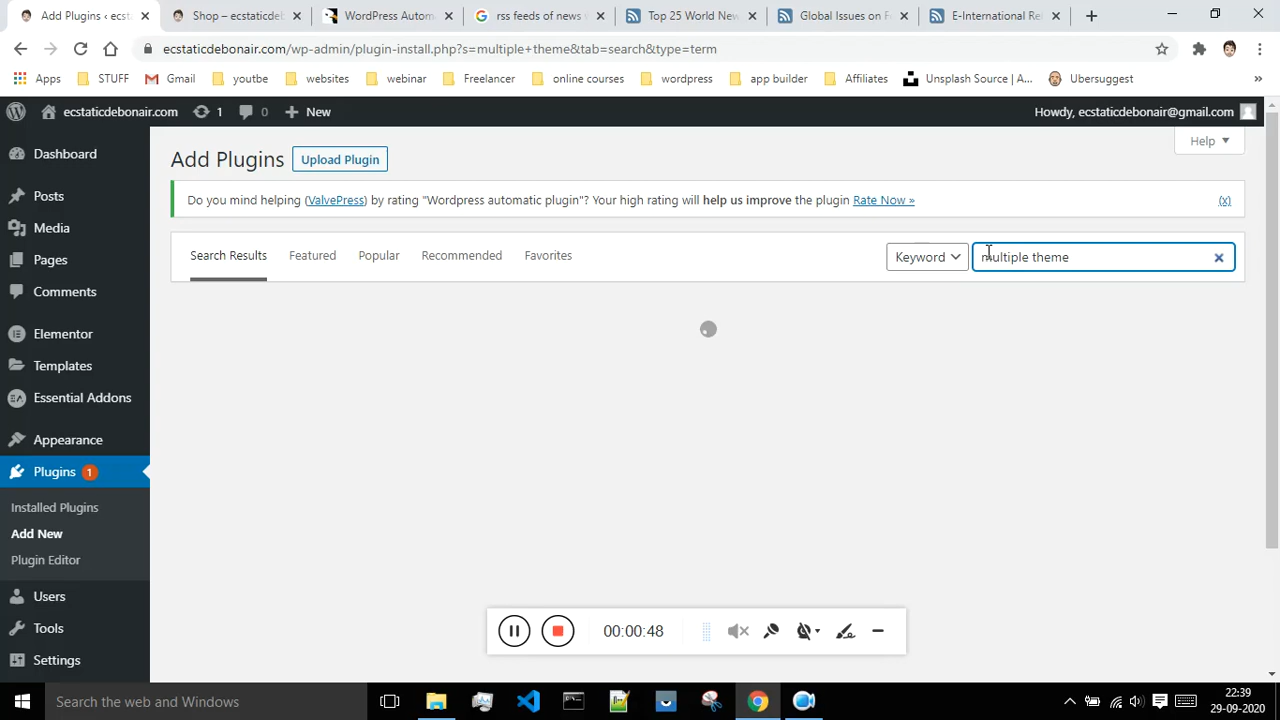 Add Plugins ‹ ecst
Shop – ecstaticdeb
WordPress Autom
rss feeds of news
Top 25 World New
Global Issues on F
E-International Re
ecstaticdebonair.com/wp-admin/plugin-install.php?s=multiple+theme&tab=search&type=term
Apps
STUFF
Gmail
youtbe
websites
webinar
Freelancer
online courses
wordpress
app builder
Affiliates
Unsplash Source | A...
Ubersuggest
»
ecstaticdebonair.com
1
0
New
Howdy, ecstaticdebonair@gmail.com
Dashboard
Posts
Media
Pages
Comments
Elementor
Templates
Essential Addons
Appearance
Plugins 1
Installed Plugins
Add New
Plugin Editor
Users
Tools
Settings
Help
Add Plugins
Upload Plugin
Do you mind helping (ValvePress) by rating "Wordpress automatic plugin"? Your high rating will help us improve the plugin Rate Now »
(x)
Search Results
Featured
Popular
Recommended
Favorites
Keyword
multiple theme
00:00:48
Search the web and Windows
22:39
29-09-2020